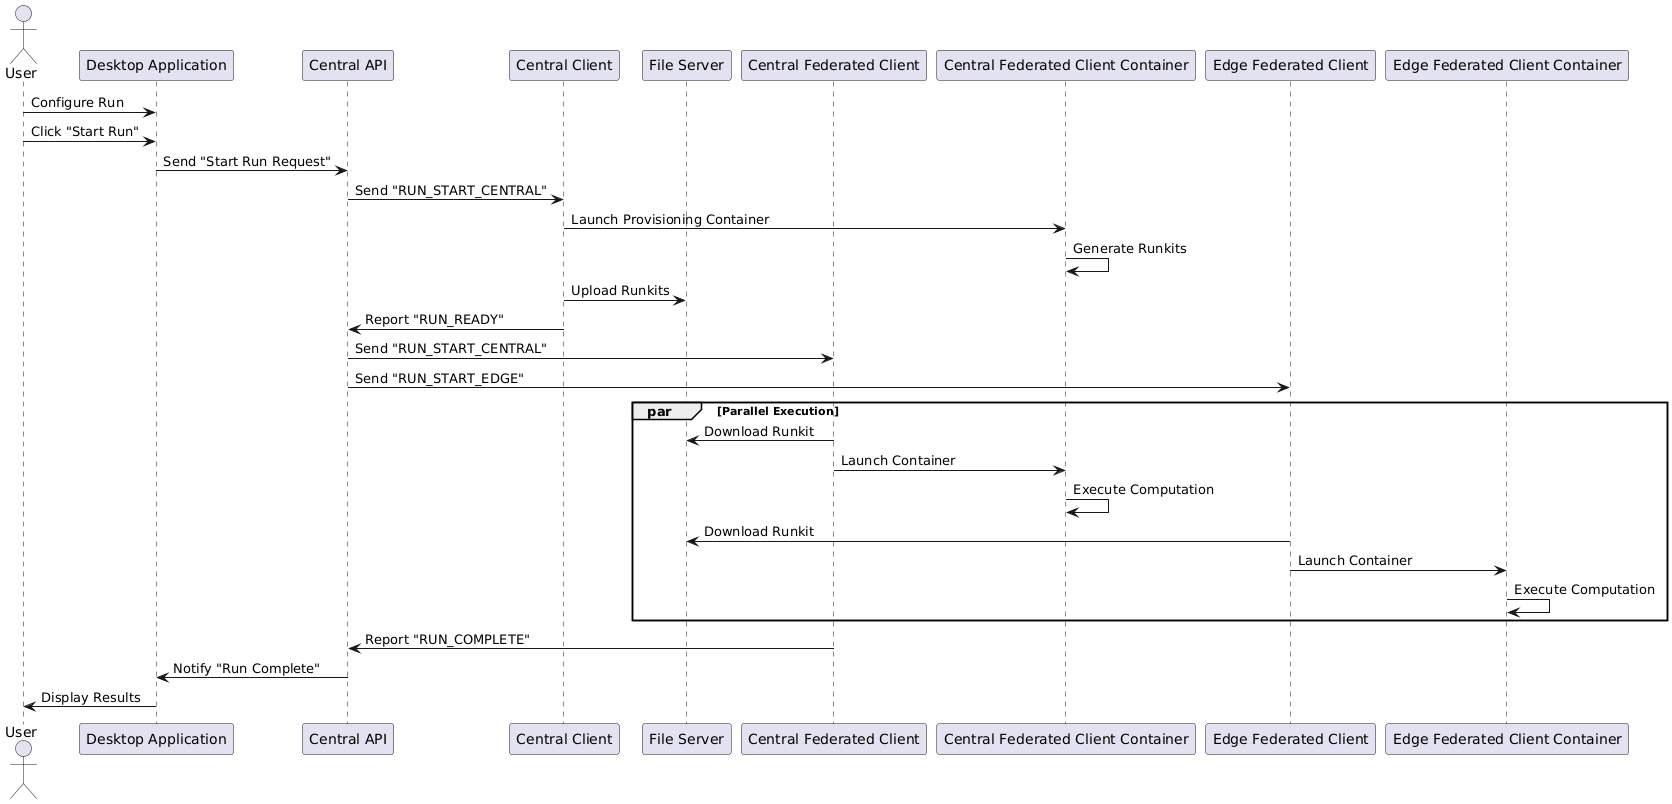 User
Desktop Application
Central API
Central Client
File Server
Central Federated Client
Central Federated Client Container
Edge Federated Client
Edge Federated Client Container
Configure Run
Click "Start Run"
Send "Start Run Request"
Send "RUN_START_CENTRAL"
Launch Provisioning Container
Generate Runkits
Upload Runkits
Report "RUN_READY"
Send "RUN_START_CENTRAL"
Send "RUN_START_EDGE"
par
[Parallel Execution]
Download Runkit
Launch Container
Execute Computation
Download Runkit
Launch Container
Execute Computation
Report "RUN_COMPLETE"
Notify "Run Complete"
Display Results
User
Desktop Application
Central API
Central Client
File Server
Central Federated Client
Central Federated Client Container
Edge Federated Client
Edge Federated Client Container